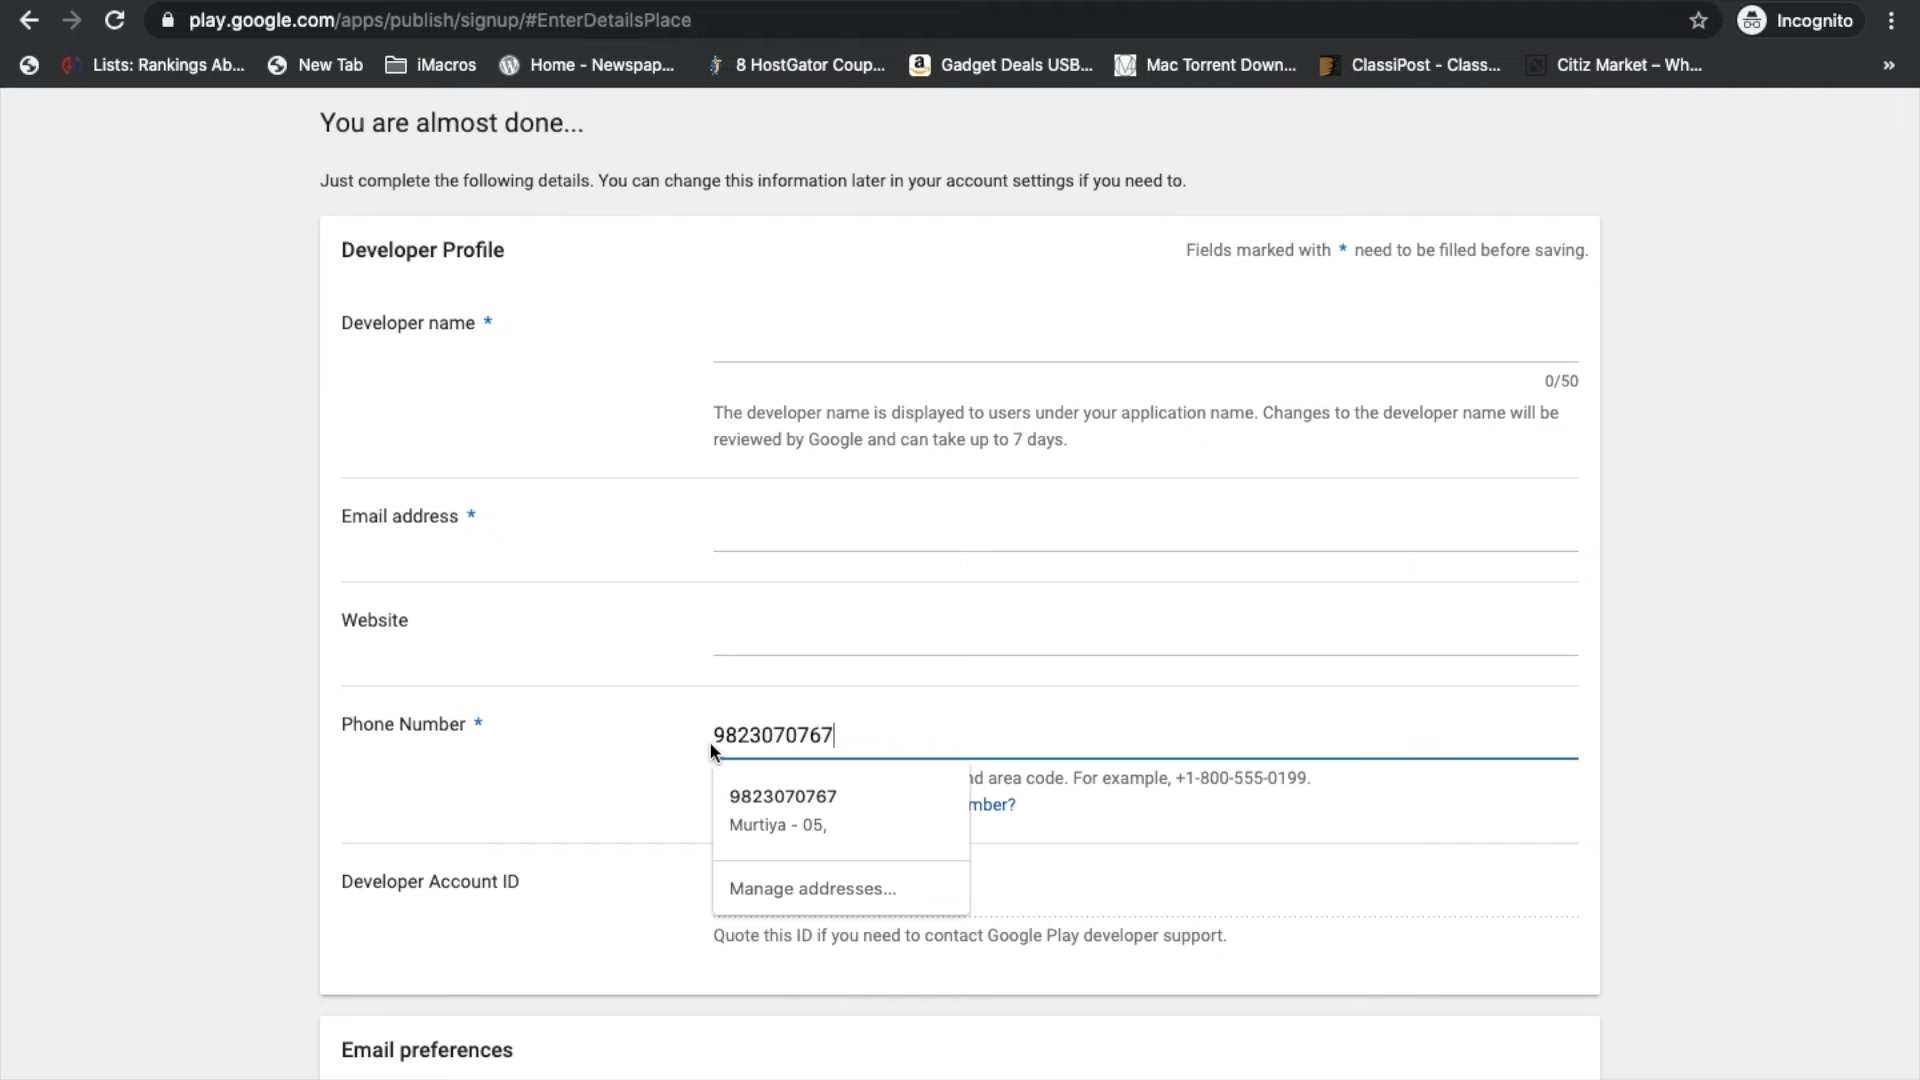 play.google.com/apps/publish/signup/#EnterDetailsPlace
Incognito
Lists: Rankings Ab...
New Tab
iMacros
Home - Newspap...
8 HostGator Coup...
Gadget Deals USB...
Mac Torrent Down...
ClassiPost - Class...
Citiz Market – Wh...
»
You are almost done...
Just complete the following details. You can change this information later in your account settings if you need to.
Developer Profile
Fields marked with * need to be filled before saving.
Developer name *
0/50
The developer name is displayed to users under your application name. Changes to the developer name will be
reviewed by Google and can take up to 7 days.
Email address *
Website
Phone Number *
9823070767
nd area code. For example, +1-800-555-0199.
mber?
9823070767
Murtiya - 05,
Manage addresses...
Developer Account ID
Quote this ID if you need to contact Google Play developer support.
Email preferences